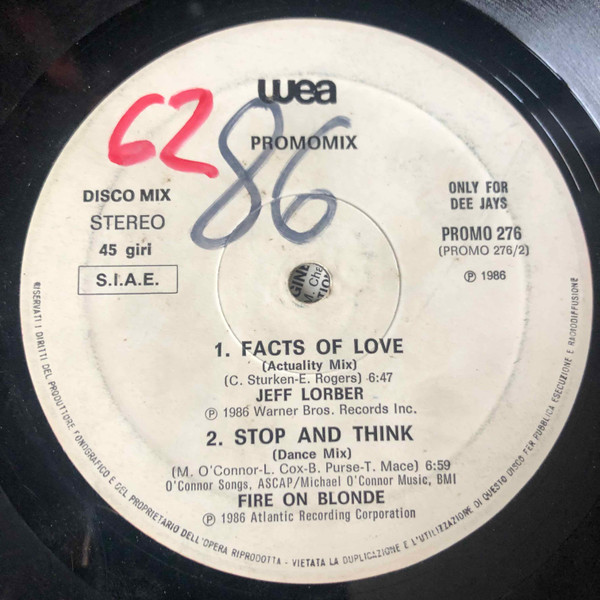 wea
62
86
PROMOMIX
DISCO MIX
STEREO
45 giri
S.I.A.E.
ONLY FOR
DEE JAYS
PROMO 276
(PROMO 276/2)
℗ 1986
GINE
M. Cha
TION
1. FACTS OF LOVE
(Actuality Mix)
(C. Sturken-E. Rogers) 6:47
JEFF LORBER
℗ 1986 Warner Bros. Records Inc.
2. STOP AND THINK
(Dance Mix)
(M. O'Connor-L. Cox-B. Purse-T. Mace) 6:59
O'Connor Songs, ASCAP/Michael O'Connor Music, BMI
FIRE ON BLONDE
℗ 1986 Atlantic Recording Corporation
RISERVATI I DIRITTI DEL PRODUTTORE FONOGRAFICO E DEL PROPRIETARIO DELL'OPERA RIPRODOTTA - VIETATA LA DUPLICAZIONE E L'UTILIZZAZIONE DI QUESTO DISCO PER PUBBLICA ESECUZIONE E RADIODIFFUSIONE